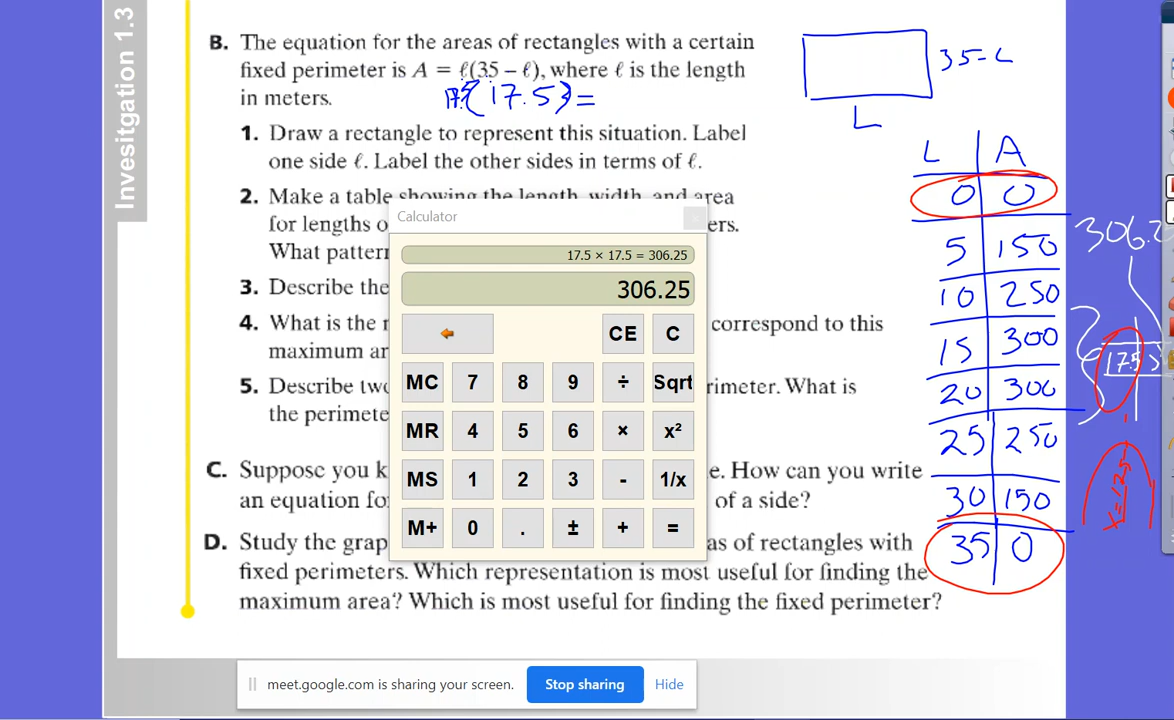 Invesitgation 1.3
B. The equation for the areas of rectangles with a certain
fixed perimeter is A = ℓ(35 – ℓ), where ℓ is the length
in meters.
(17.5) =
1. Draw a rectangle to represent this situation. Label
one side ℓ. Label the other sides in terms of ℓ.
2. Make a table showing the length, width, and area
for lengths o
ers.
What patter
3. Describe the
4. What is the
correspond to this
maximum ar
5. Describe two
rimeter. What is
the perimete
C. Suppose you k
e. How can you write
an equation fo
of a side?
D. Study the grap
as of rectangles with
fixed perimeters. Which representation is most useful for finding the
maximum area? Which is most useful for finding the fixed perimeter?
35-L
L
L A
0 0
5 150
10 250
15 300
20 300
25 250
30 150
35 0
306.2
17.5
Calculator
17.5 × 17.5 = 306.25
306.25
CE C
MC 7 8 9 ÷ Sqrt
MR 4 5 6 × x²
MS 1 2 3 - 1/x
M+ 0 . ± + =
meet.google.com is sharing your screen. Stop sharing Hide